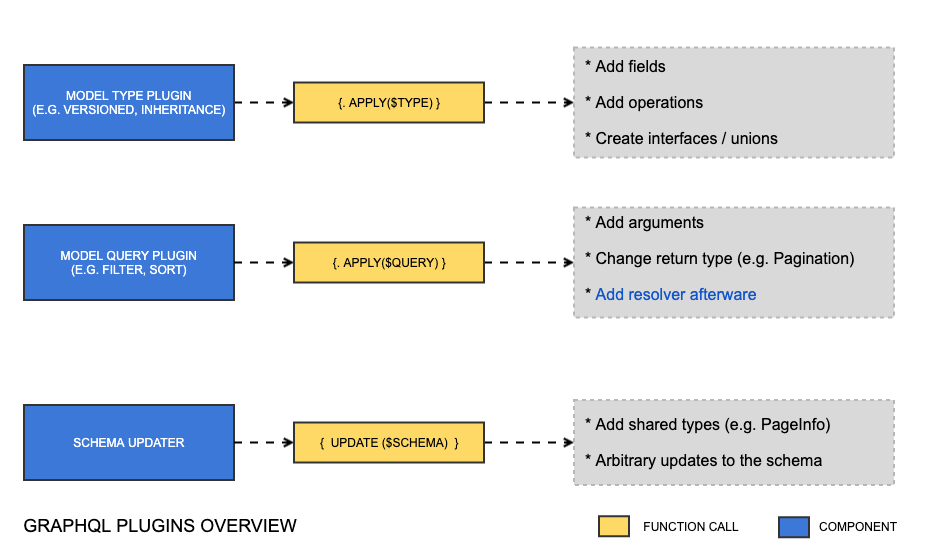 MODEL TYPE PLUGIN
(E.G. VERSIONED, INHERITANCE)
{. APPLY($TYPE) }
* Add fields
* Add operations
* Create interfaces / unions
MODEL QUERY PLUGIN
(E.G. FILTER, SORT)
{. APPLY($QUERY) }
* Add arguments
* Change return type (e.g. Pagination)
* Add resolver afterware
SCHEMA UPDATER
{ UPDATE ($SCHEMA) }
* Add shared types (e.g. PageInfo)
* Arbitrary updates to the schema
GRAPHQL PLUGINS OVERVIEW
FUNCTION CALL
COMPONENT